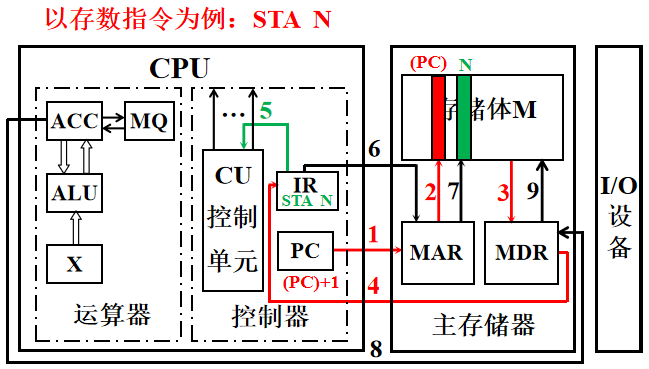 以存数指令为例：STA N
CPU
(PC) N
ACC
MQ
...
5
存储体M
ALU
CU
控制
单元
IR
STA N
6
2
7
3
9
I/O
设备
X
PC
1
MAR
MDR
(PC)+1
4
运算器
控制器
主存储器
8